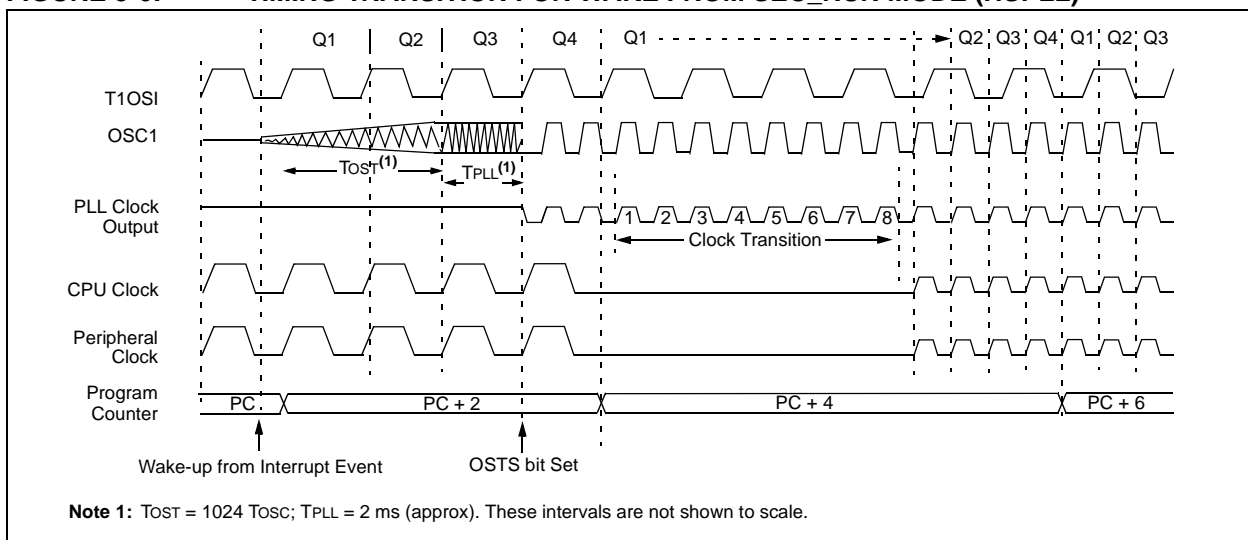 FIGURE TIMING TRANSITION FOR WAKE FROM SEC_RUN MODE (HSPLL)
Q1 Q2 Q3 Q4 Q1 Q2 Q3 Q4 Q1 Q2 Q3
T1OSI
OSC1
TOST(1)
TPLL(1)
PLL Clock
Output
1 2 3 4 5 6 7 8
Clock Transition
CPU Clock
Peripheral
Clock
Program
Counter
PC PC + 2 PC + 4 PC + 6
Wake-up from Interrupt Event
OSTS bit Set
Note 1: TOST = 1024 TOSC; TPLL = 2 ms (approx). These intervals are not shown to scale.